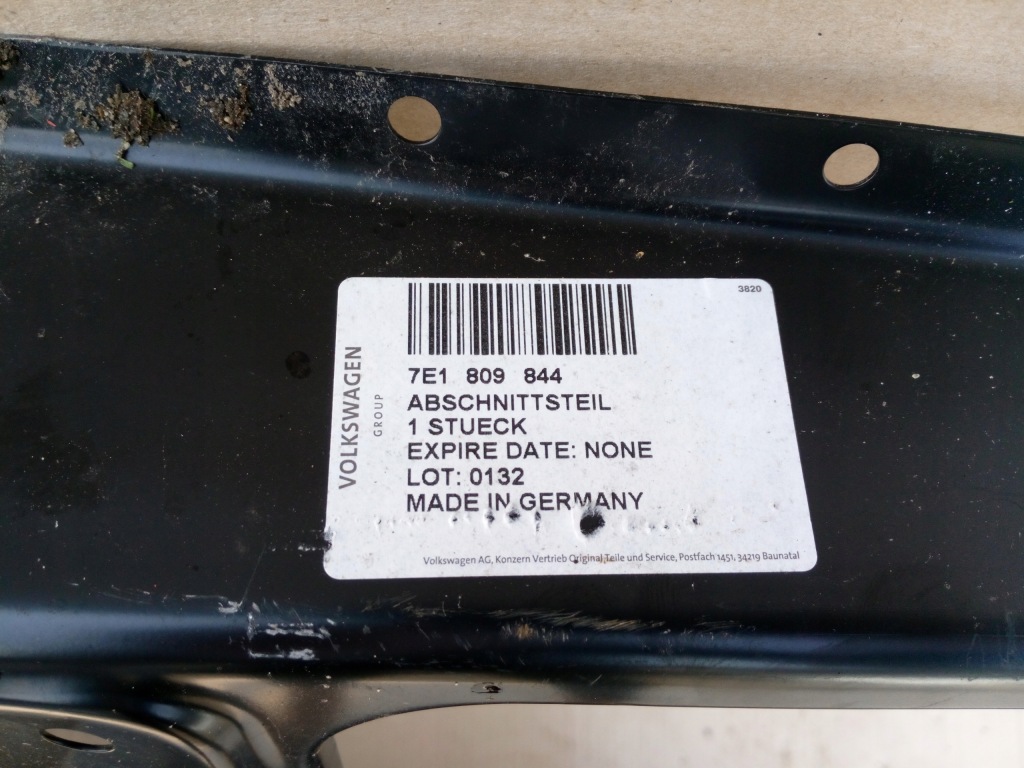 3820
7E1 809 844
ABSCHNITTSTEIL
1 STUECK
EXPIRE DATE: NONE
LOT: 0132
MADE IN GERMANY
VOLKSWAGEN
GROUP
Volkswagen AG, Konzern Vertrieb Original Teile und Service, Postfach 1451, 34219 Baunatal